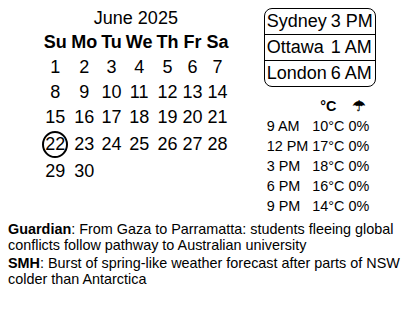 June 2025
Su Mo Tu We Th Fr Sa
1 2 3 4 5 6 7
8 9 10 11 12 13 14
15 16 17 18 19 20 21
22 23 24 25 26 27 28
29 30
Sydney 3 PM
Ottawa 1 AM
London 6 AM
°C ☂
9 AM 10°C 0%
12 PM 17°C 0%
3 PM 18°C 0%
6 PM 16°C 0%
9 PM 14°C 0%
Guardian: From Gaza to Parramatta: students fleeing global
conflicts follow pathway to Australian university
SMH: Burst of spring-like weather forecast after parts of NSW
colder than Antarctica